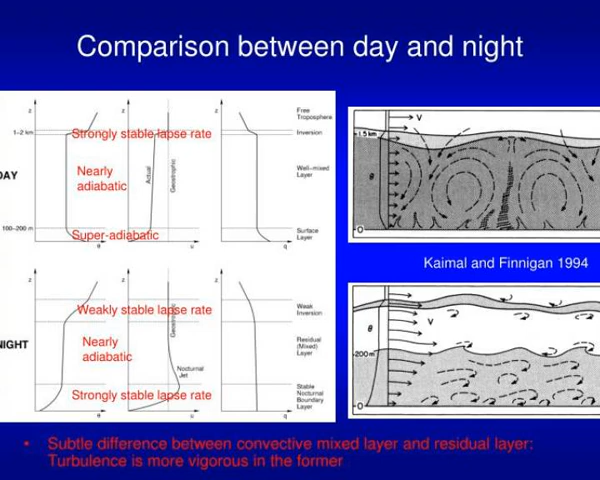 Comparison between day and night
z
z
z
Free
Troposphere
1–2 km
Strongly stable lapse rate
Inversion
DAY
Nearly
adiabatic
Actual
Geostrophic
Well-mixed
Layer
100–200 m
Super-adiabatic
Surface
Layer
θ
u
q
V
1.5 km
θ
0
Kaimal and Finnigan 1994
z
z
z
Weakly stable lapse rate
Weak
Inversion
NIGHT
Nearly
adiabatic
Geostrophic
Residual
(Mixed)
Layer
Nocturnal
Jet
Strongly stable lapse rate
Stable
Nocturnal
Boundary
Layer
θ
u
q
θ
V
200m
0
• Subtle difference between convective mixed layer and residual layer:
Turbulence is more vigorous in the former